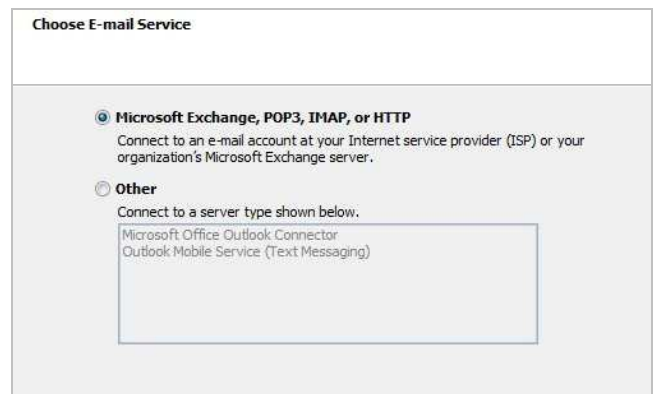 Choose E-mail Service
Microsoft Exchange, POP3, IMAP, or HTTP
Connect to an e-mail account at your Internet service provider (ISP) or your
organization's Microsoft Exchange server.
Other
Connect to a server type shown below.
Microsoft Office Outlook Connector
Outlook Mobile Service (Text Messaging)